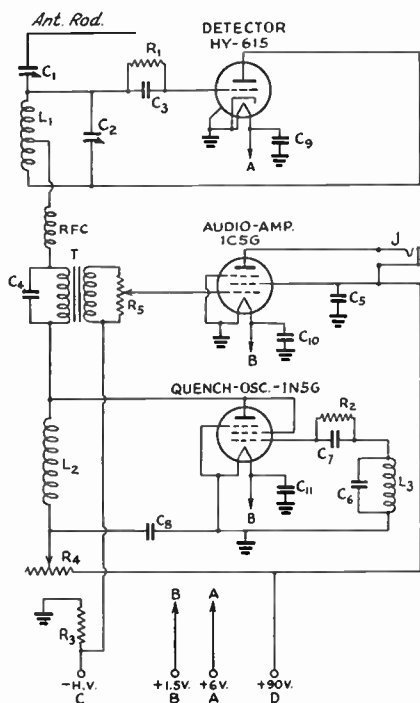 Ant. Rod.
DETECTOR
HY-615
R1
C1
C3
L1
C2
C9
A
RFC
T
AUDIO-AMP.
1C5G
J
C4
R5
C5
C10
B
QUENCH-OSC.-1N5G
R2
C7
L2
C6
L3
C11
B
C8
R4
R3
B A
-H.V. +1.5V. +6V. +90V.
C B A D